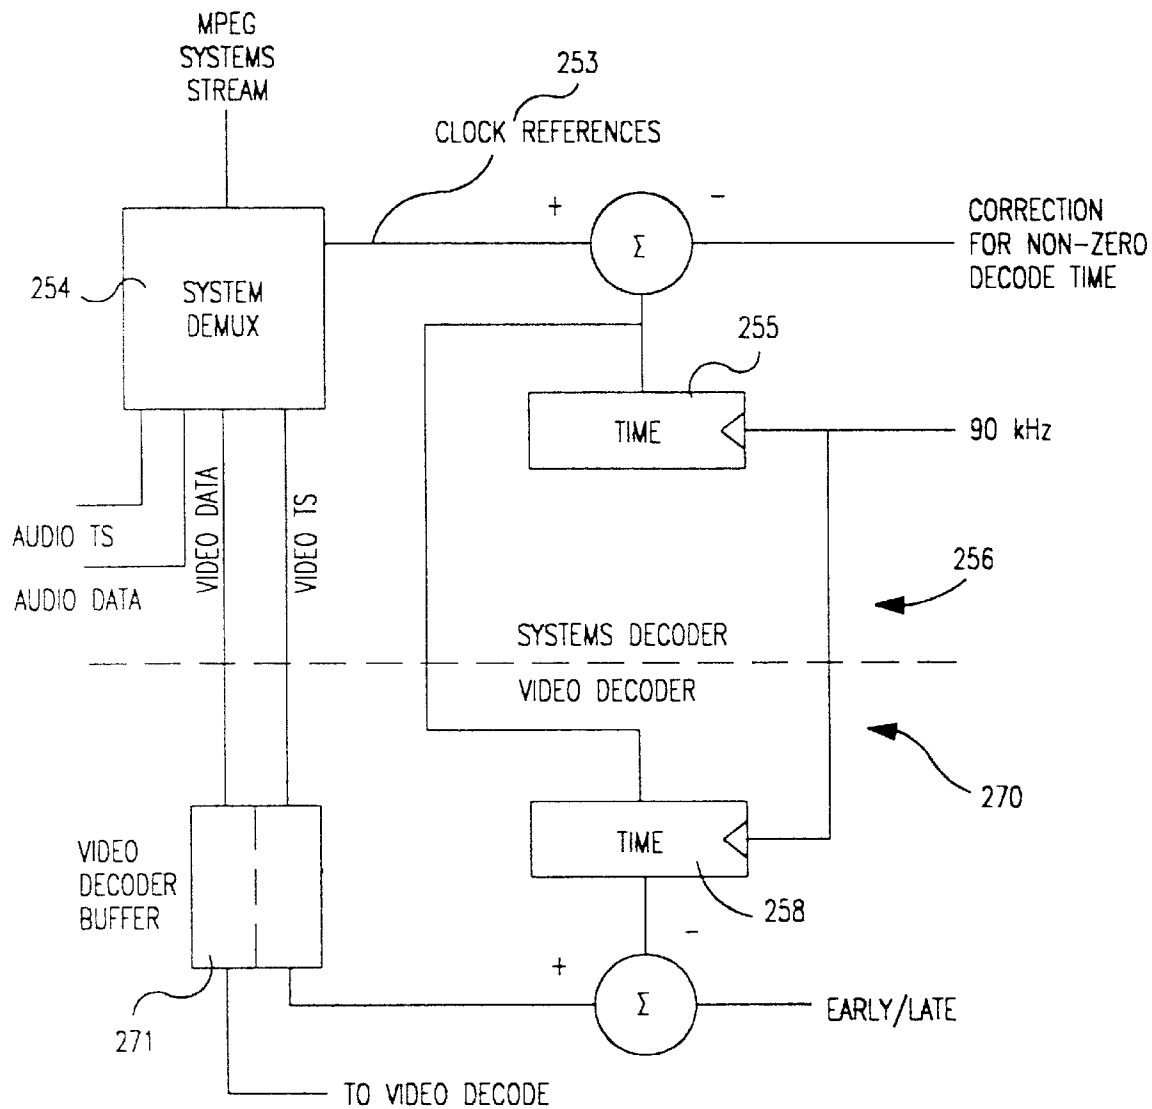 MPEG
SYSTEMS
STREAM
253
CLOCK REFERENCES
+
-
Σ
CORRECTION
FOR NON-ZERO
DECODE TIME
254
SYSTEM
DEMUX
255
TIME
90 kHz
VIDEO DATA
VIDEO TS
AUDIO TS
AUDIO DATA
256
SYSTEMS DECODER
VIDEO DECODER
270
TIME
258
VIDEO
DECODER
BUFFER
-
+
Σ
EARLY/LATE
271
TO VIDEO DECODE